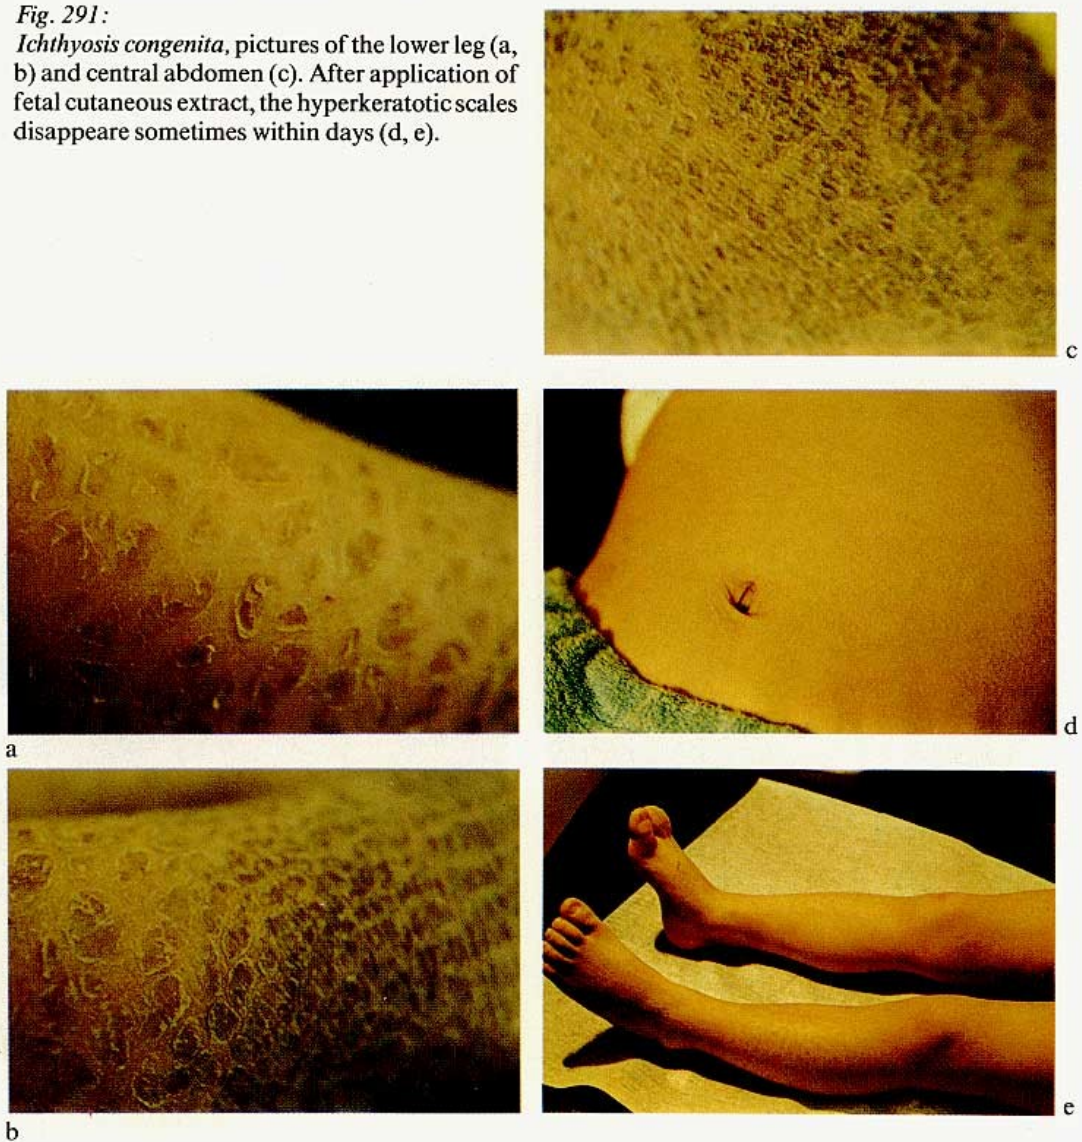 Fig. 291:
Ichthyosis congenita, pictures of the lower leg (a,
b) and central abdomen (c). After application of
fetal cutaneous extract, the hyperkeratotic scales
disappeare sometimes within days (d, e).
c
a
d
b
e